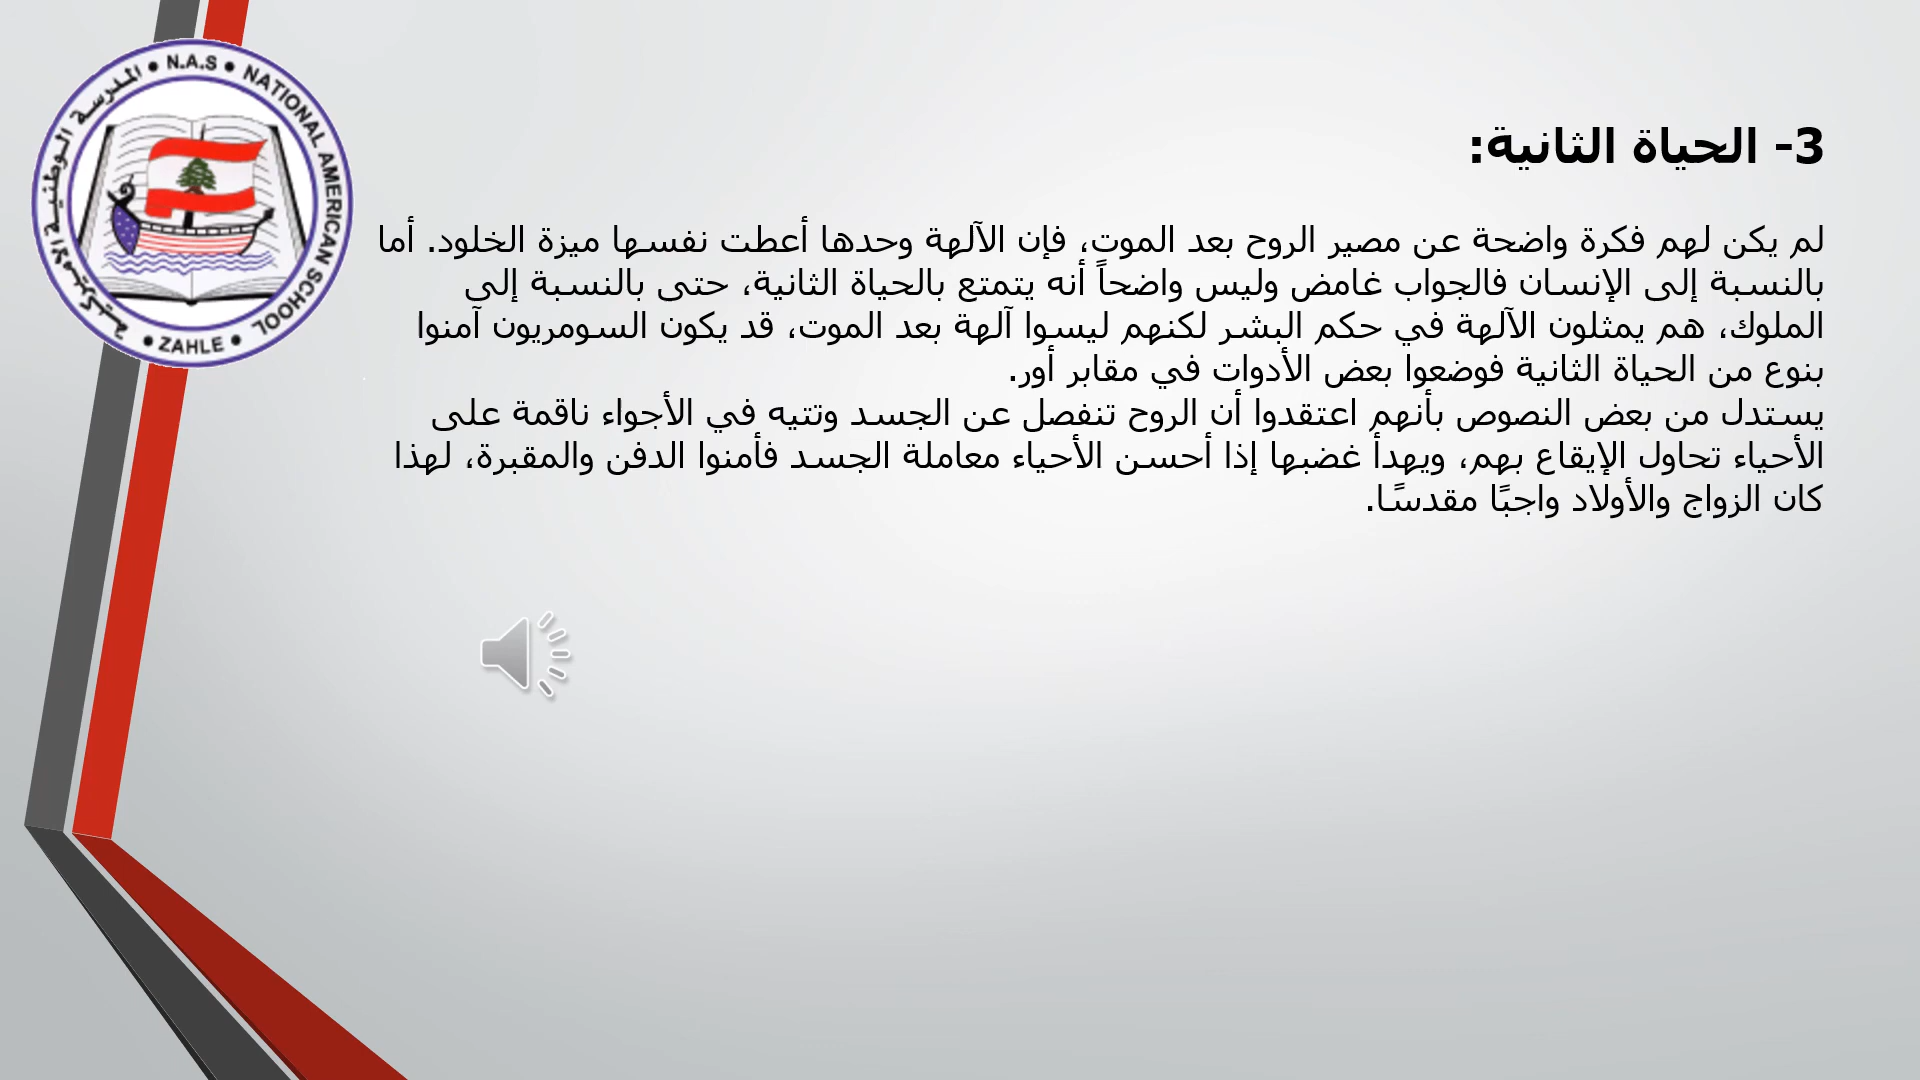 المدرسة الوطنية الاميركية • N.A.S • NATIONAL AMERICAN SCHOOL • ZAHLE •
3- الحياة الثانية:
لم يكن لهم فكرة واضحة عن مصير الروح بعد الموت، فإن الآلهة وحدها أعطت نفسها ميزة الخلود. أما
بالنسبة إلى الإنسان فالجواب غامض وليس واضحاً أنه يتمتع بالحياة الثانية، حتى بالنسبة إلى
الملوك، هم يمثلون الآلهة في حكم البشر لكنهم ليسوا آلهة بعد الموت، قد يكون السومريون آمنوا
بنوع من الحياة الثانية فوضعوا بعض الأدوات في مقابر أور.
يستدل من بعض النصوص بأنهم اعتقدوا أن الروح تنفصل عن الجسد وتتيه في الأجواء ناقمة على
الأحياء تحاول الإيقاع بهم، ويهدأ غضبها إذا أحسن الأحياء معاملة الجسد فأمنوا الدفن والمقبرة، لهذا
كان الزواج والأولاد واجبًا مقدسًا.